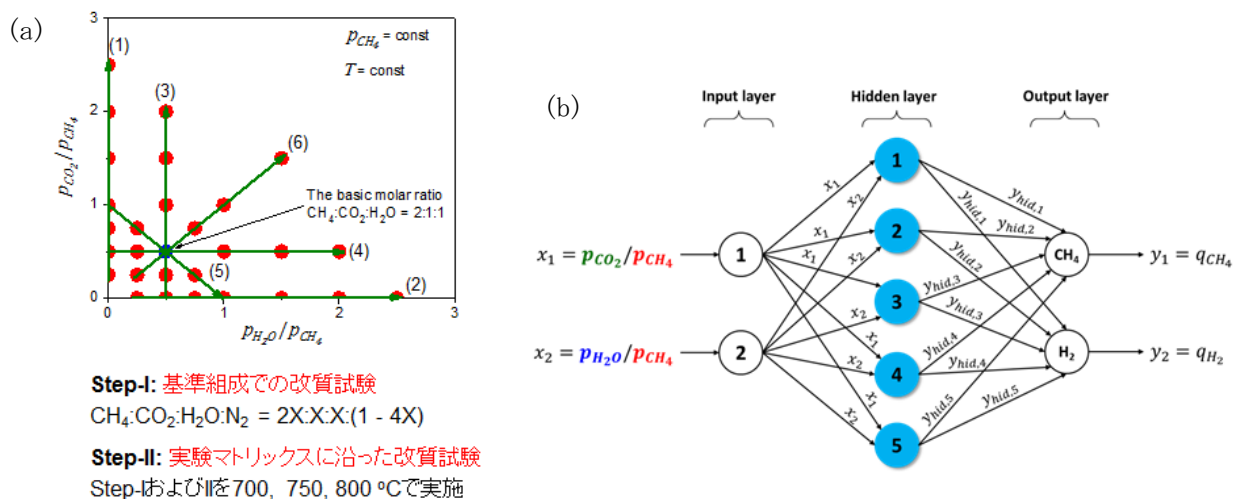 (a)
3
2
1
0
0
1
2
3
p_CO2/p_CH4
p_H2O/p_CH4
(1)
(3)
(6)
(4)
(5)
(2)
p_CH4 = const
T = const
The basic molar ratio
CH4:CO2:H2O = 2:1:1
Step-I: 基準組成での改質試験
CH4:CO2:H2O:N2 = 2X:X:X:(1 - 4X)
Step-II: 実験マトリックスに沿った改質試験
Step-IおよびIIを700, 750, 800 ºCで実施
(b)
Input layer
Hidden layer
Output layer
x1 = p_CO2/p_CH4
x2 = p_H2O/p_CH4
1
2
1
2
3
4
5
x1
x2
x1
x2
x1
x2
x1
x2
x1
x2
y_hid,1
y_hid,1
y_hid,2
y_hid,2
y_hid,3
y_hid,3
y_hid,4
y_hid,4
y_hid,5
y_hid,5
CH4
H2
y1 = q_CH4
y2 = q_H2